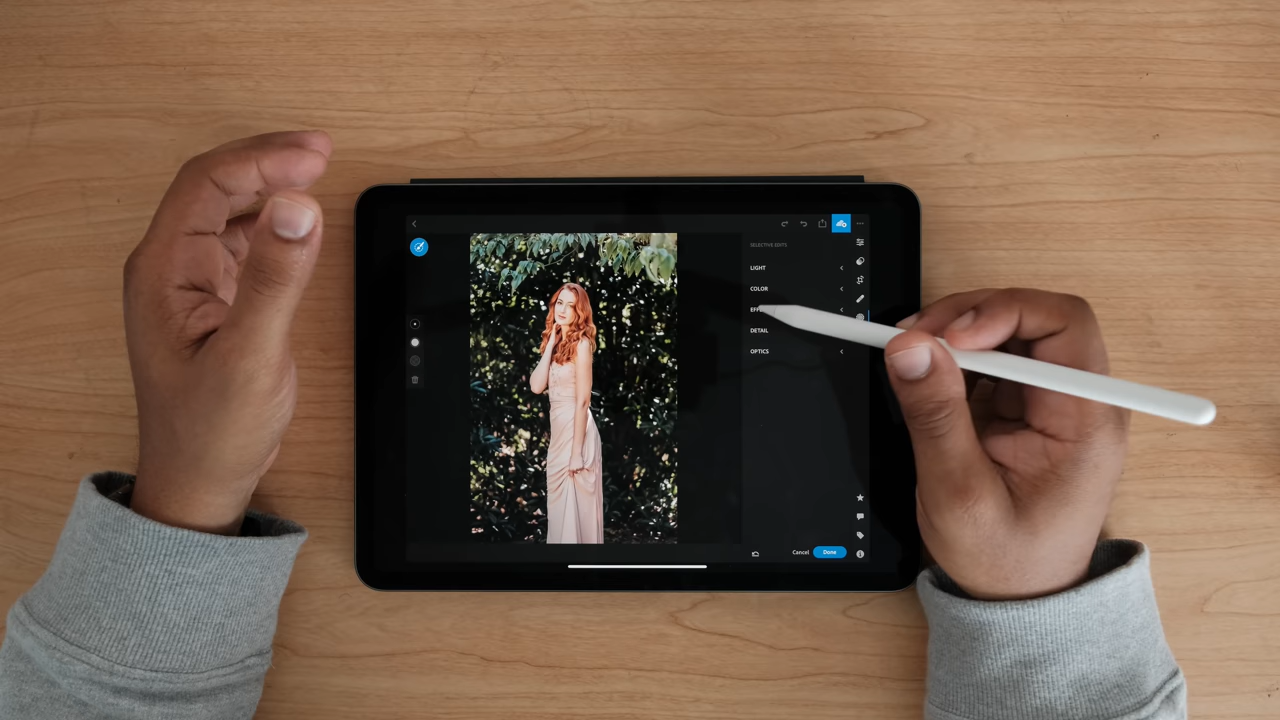 SELECTIVE EDITS
LIGHT
COLOR
DETAIL
OPTICS
Cancel
Done